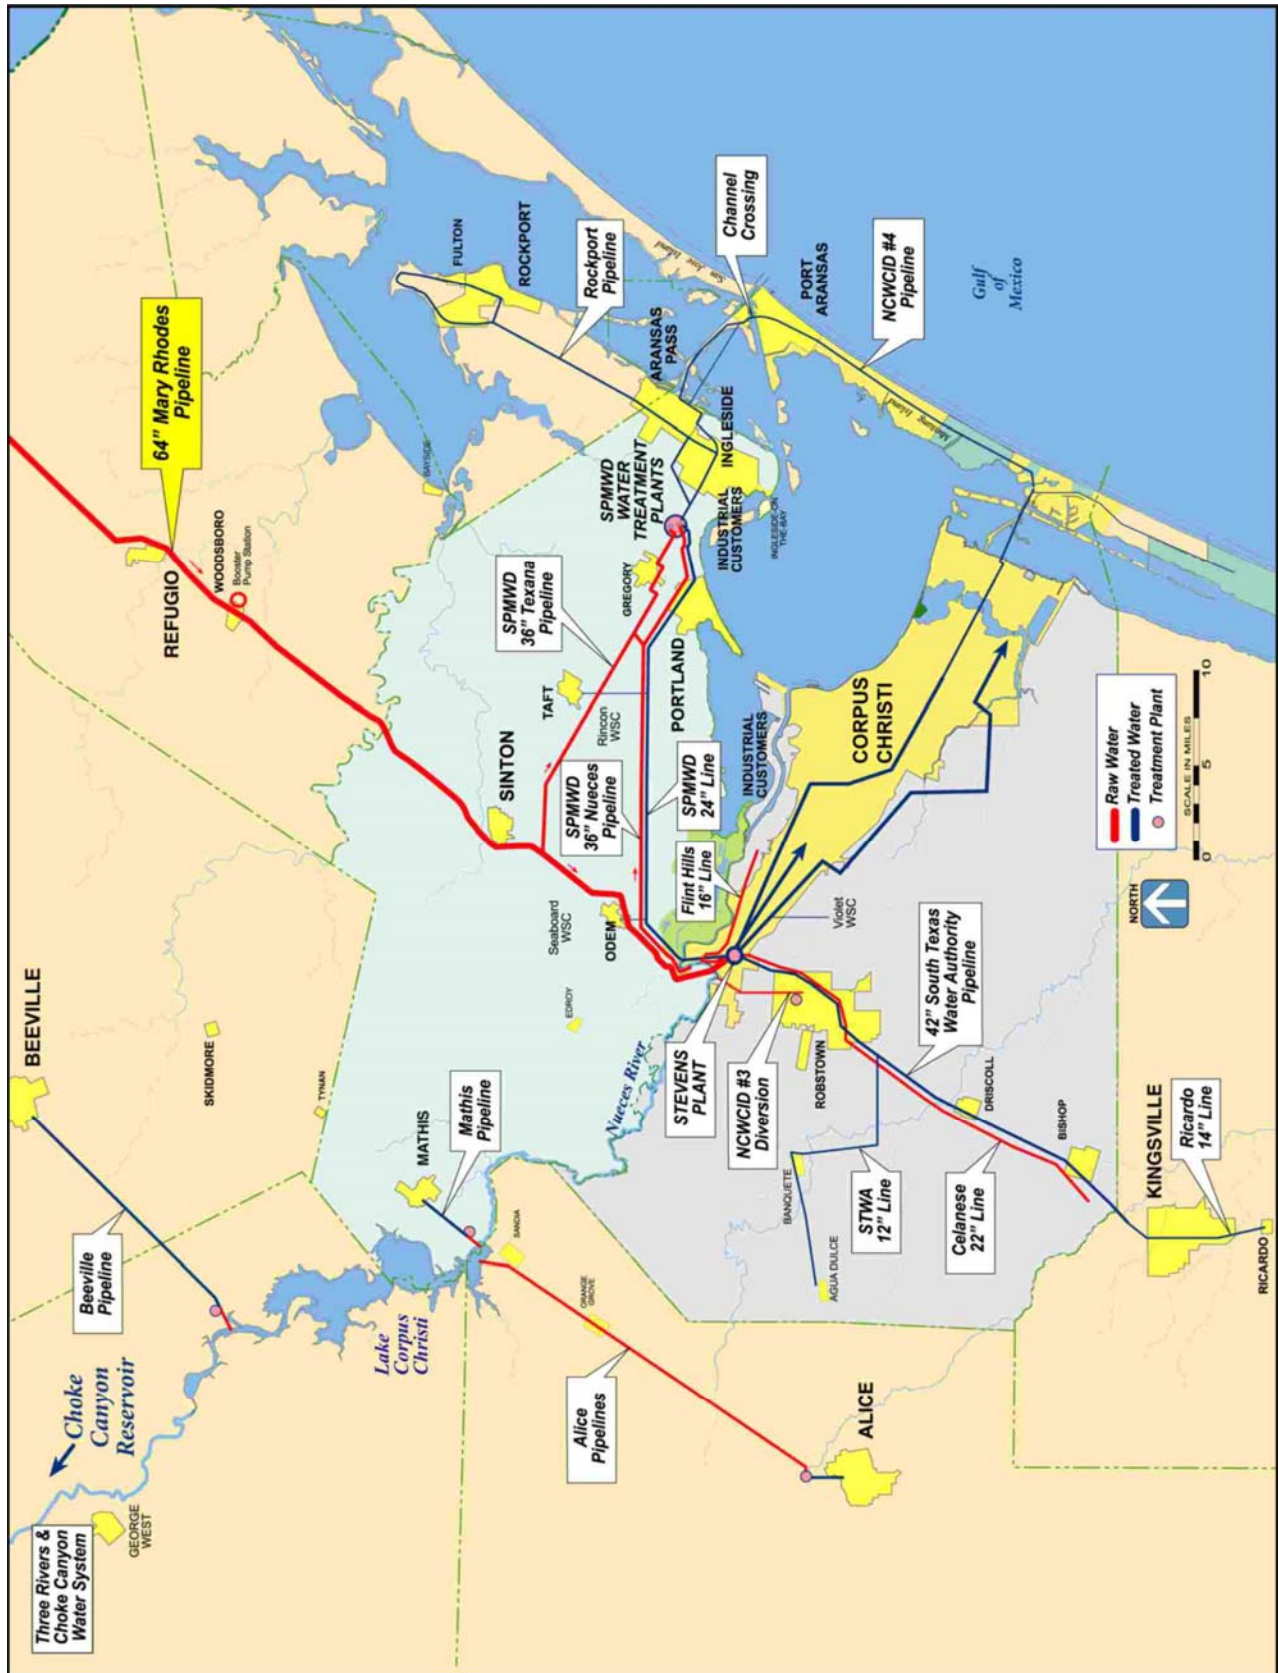 64" Mary Rhodes
Pipeline
REFUGIO
WOODSBORO
Booster
Pump Station
BAYSIDE
FULTON
ROCKPORT
Rockport
Pipeline
Channel
Crossing
San Jose Island
ARANSAS
PASS
PORT
ARANSAS
NCWCID #4
Pipeline
Gulf
of
Mexico
Mustang Island
INGLESIDE
SPMWD
WATER
TREATMENT
PLANTS
INDUSTRIAL
CUSTOMERS
INGLESIDE-ON
THE-BAY
GREGORY
SPMWD
36" Texana
Pipeline
TAFT
Rincon
WSC
PORTLAND
SINTON
SPMWD
36" Nueces
Pipeline
SPMWD
24" Line
INDUSTRIAL
CUSTOMERS
CORPUS
CHRISTI
Flint Hills
16" Line
Violet
WSC
Seaboard
WSC
ODEM
EDROY
Nueces River
STEVENS
PLANT
NCWCID #3
Diversion
ROBSTOWN
42" South Texas
Water Authority
Pipeline
DRISCOLL
BISHOP
KINGSVILLE
Ricardo
14" Line
RICARDO
Celanese
22" Line
STWA
12" Line
BANQUETE
AGUA DULCE
BEEVILLE
SKIDMORE
TYNAN
MATHIS
Mathis
Pipeline
SANDIA
ORANGE
GROVE
Beeville
Pipeline
Lake
Corpus
Christi
Choke
Canyon
Reservoir
Alice
Pipelines
ALICE
GEORGE
WEST
Three Rivers &
Choke Canyon
Water System
Raw Water
Treated Water
Treatment Plant
SCALE IN MILES
0 5 10
NORTH